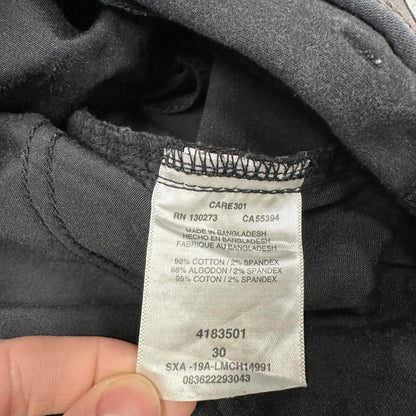 CARE301
RN 130273 CA55394
MADE IN BANGLADESH
HECHO EN BANGLADESH
FABRIQUE AU BANGLADESH
98% COTTON / 2% SPANDEX
98% ALGODON / 2% SPANDEX
99% COTON / 2% SPANDEX
4183501
30
SXA -19A-LMCH14991
083622293043